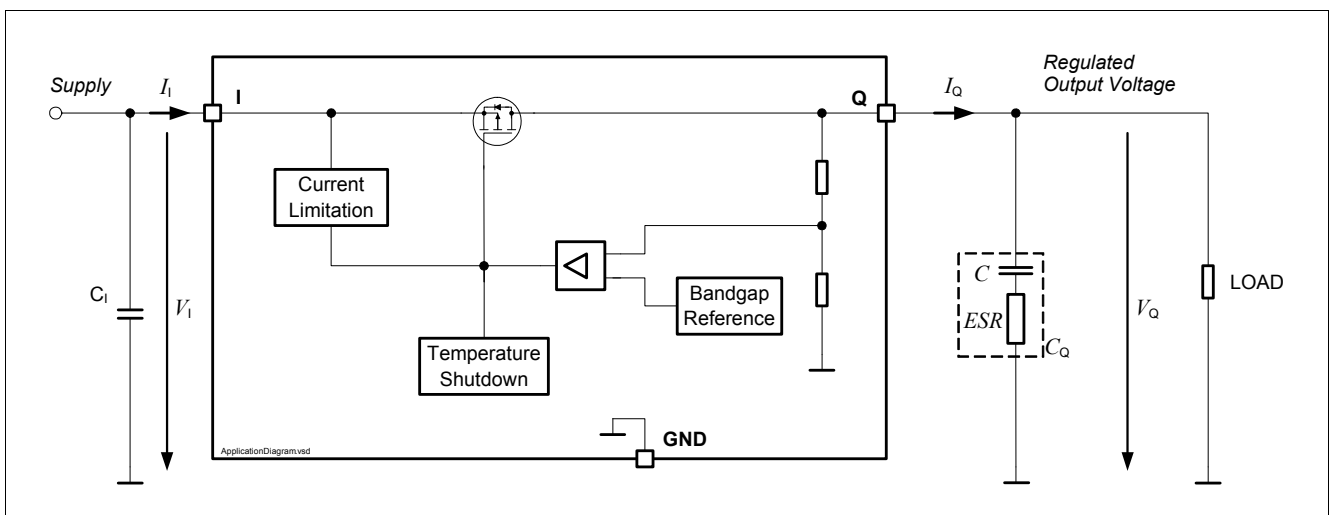 Supply
I_I
I
Q
I_Q
Regulated
Output Voltage
Current
Limitation
C_I
V_I
Bandgap
Reference
Temperature
Shutdown
C
ESR
C_Q
V_Q
LOAD
GND
ApplicationDiagram.vsd